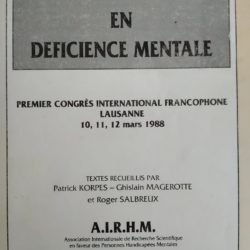 EN
DEFICIENCE MENTALE
PREMIER CONGRÈS INTERNATIONAL FRANCOPHONE
LAUSANNE
10, 11, 12 mars 1988
TEXTES RECUEILLIS PAR
Patrick KORPES – Ghislain MAGEROTTE
et Roger SALBREUX
A.I.R.H.M.
Association Internationale de Recherche Scientifique
en faveur des Personnes Handicapées Mentales